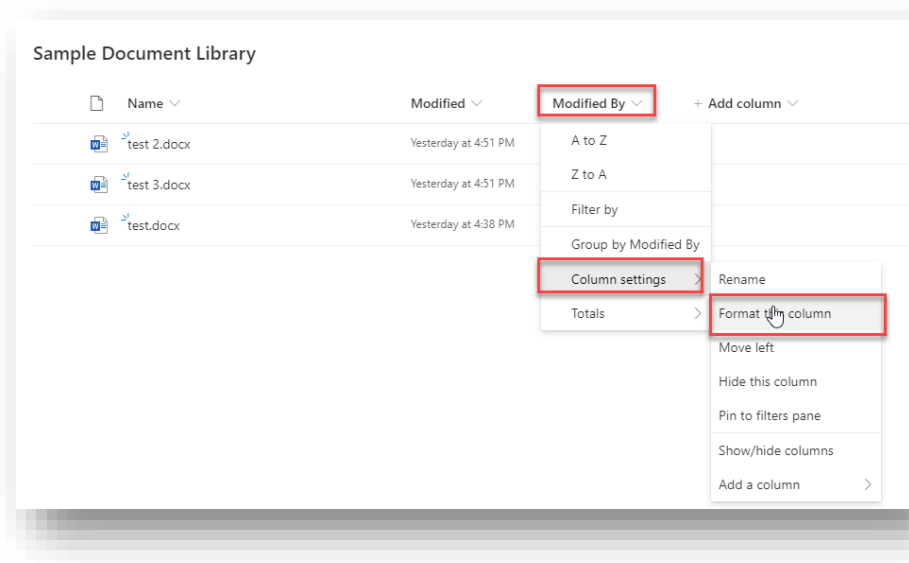 Sample Document Library
Name Modified Modified By + Add column
test 2.docx Yesterday at 4:51 PM A to Z
test 3.docx Yesterday at 4:51 PM Z to A
test.docx Yesterday at 4:38 PM Filter by
Group by Modified By
Column settings Rename
Totals Format this column
Move left
Hide this column
Pin to filters pane
Show/hide columns
Add a column